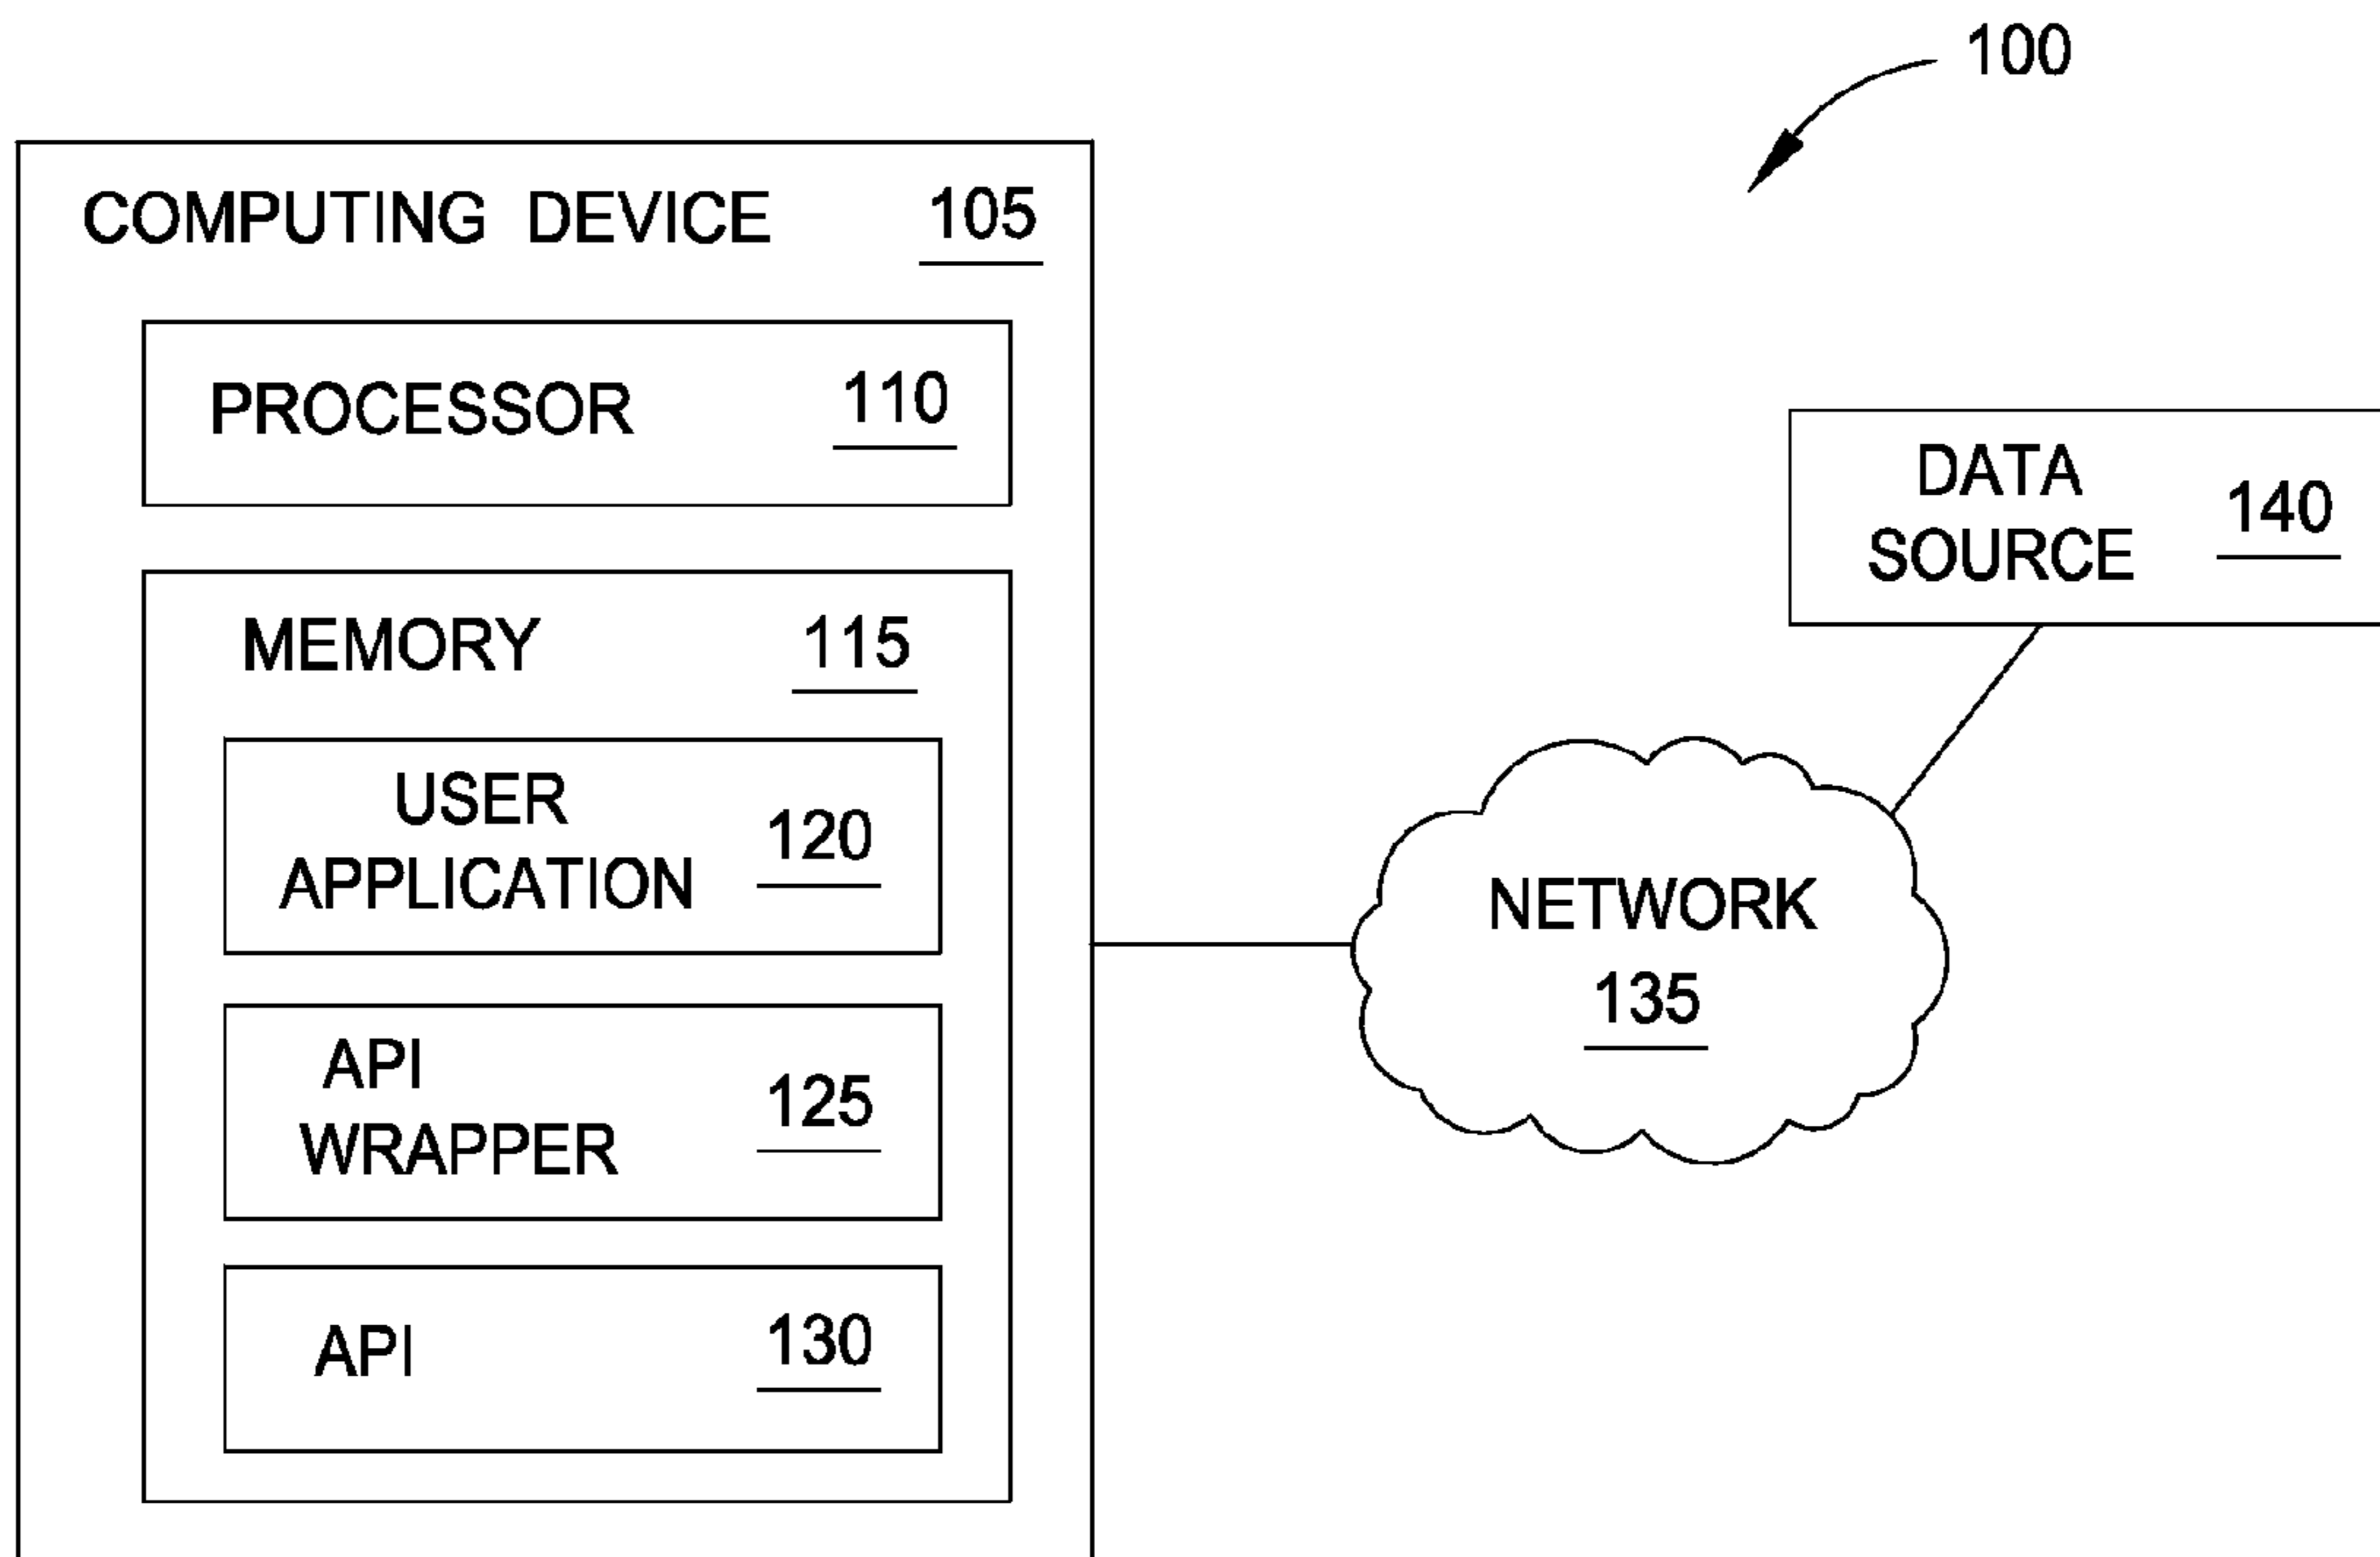 100
COMPUTING DEVICE 105
PROCESSOR 110
MEMORY 115
USER
APPLICATION 120
API
WRAPPER 125
API 130
NETWORK
135
DATA
SOURCE 140